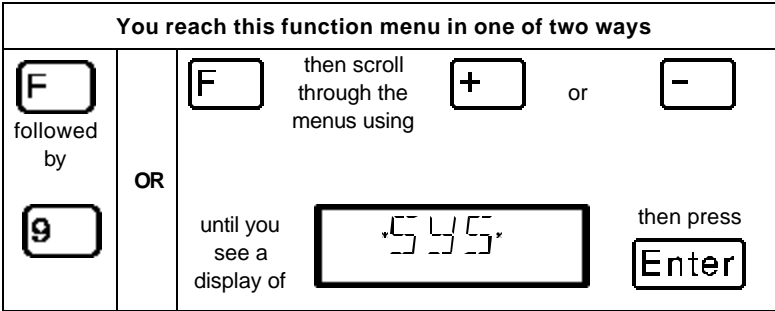 You reach this function menu in one of two ways
F
followed
by
9
OR
F
then scroll
through the
menus using
+
or
-
until you
see a
display of
SYS
then press
Enter